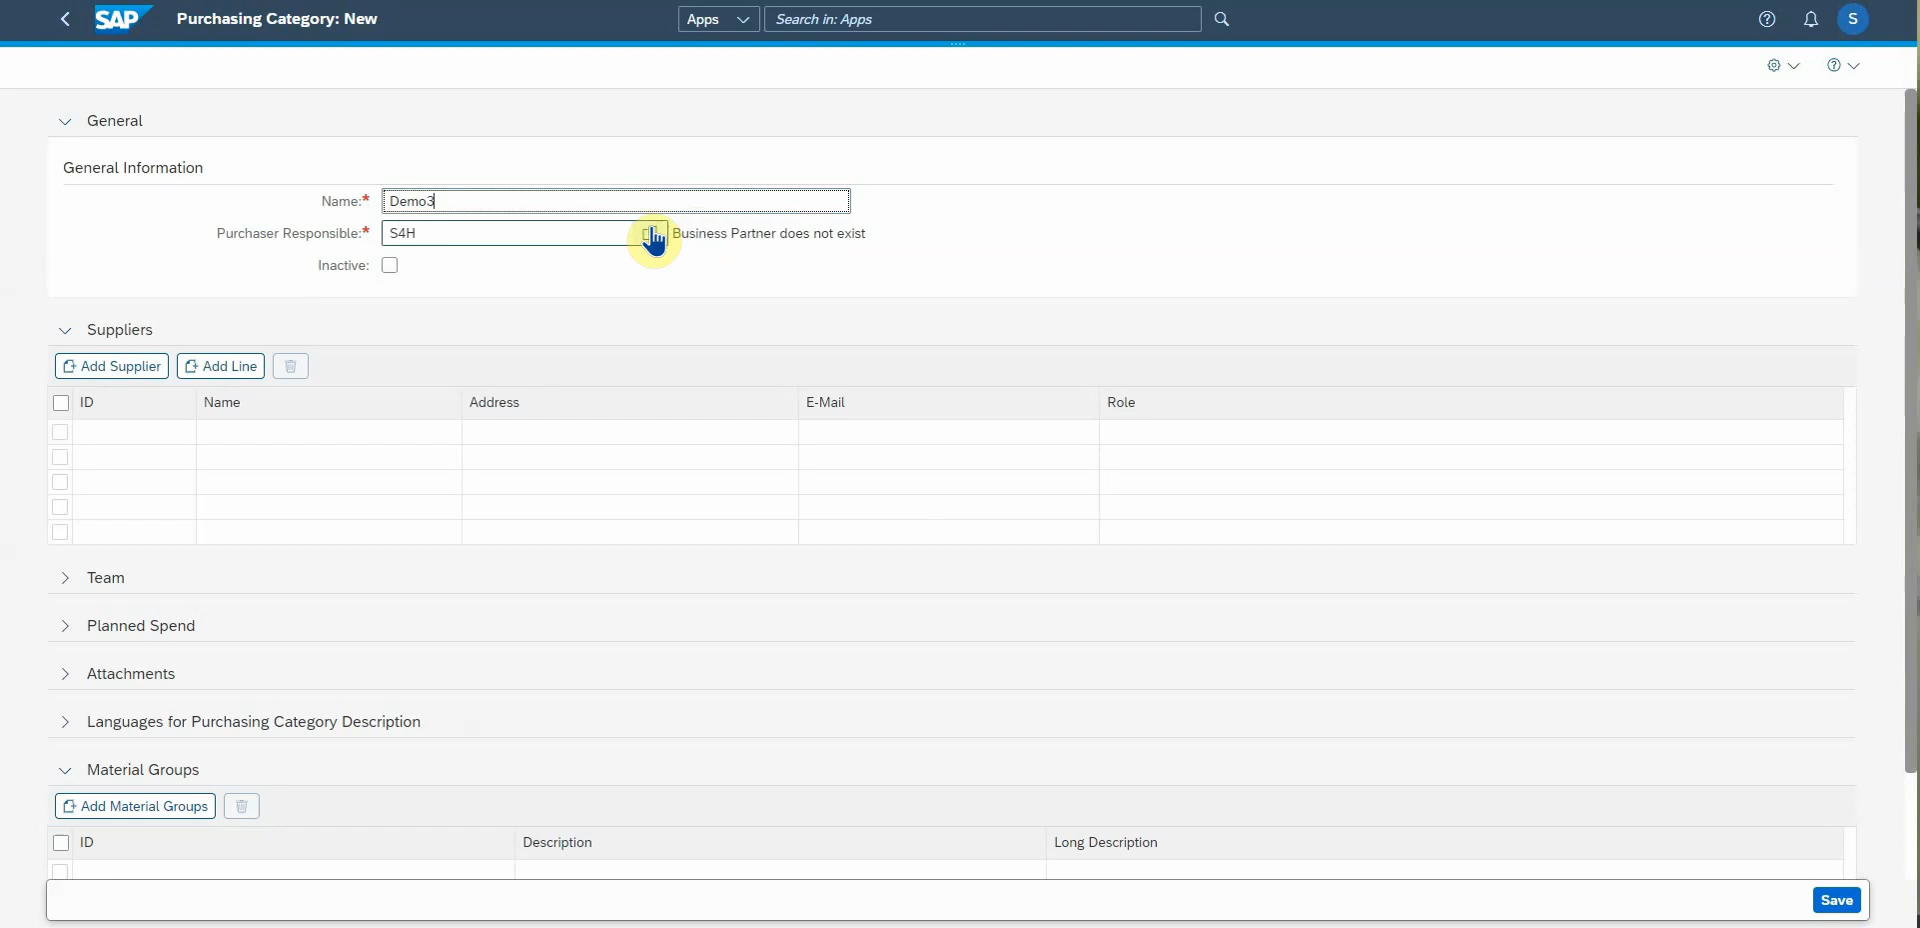 SAP Purchasing Category: New Apps Search in: Apps S
General
General Information
Name:* Demo3
Purchaser Responsible:* S4H Business Partner does not exist
Inactive:
Suppliers
Add Supplier Add Line
ID Name Address E-Mail Role
Team
Planned Spend
Attachments
Languages for Purchasing Category Description
Material Groups
Add Material Groups
ID Description Long Description
Save